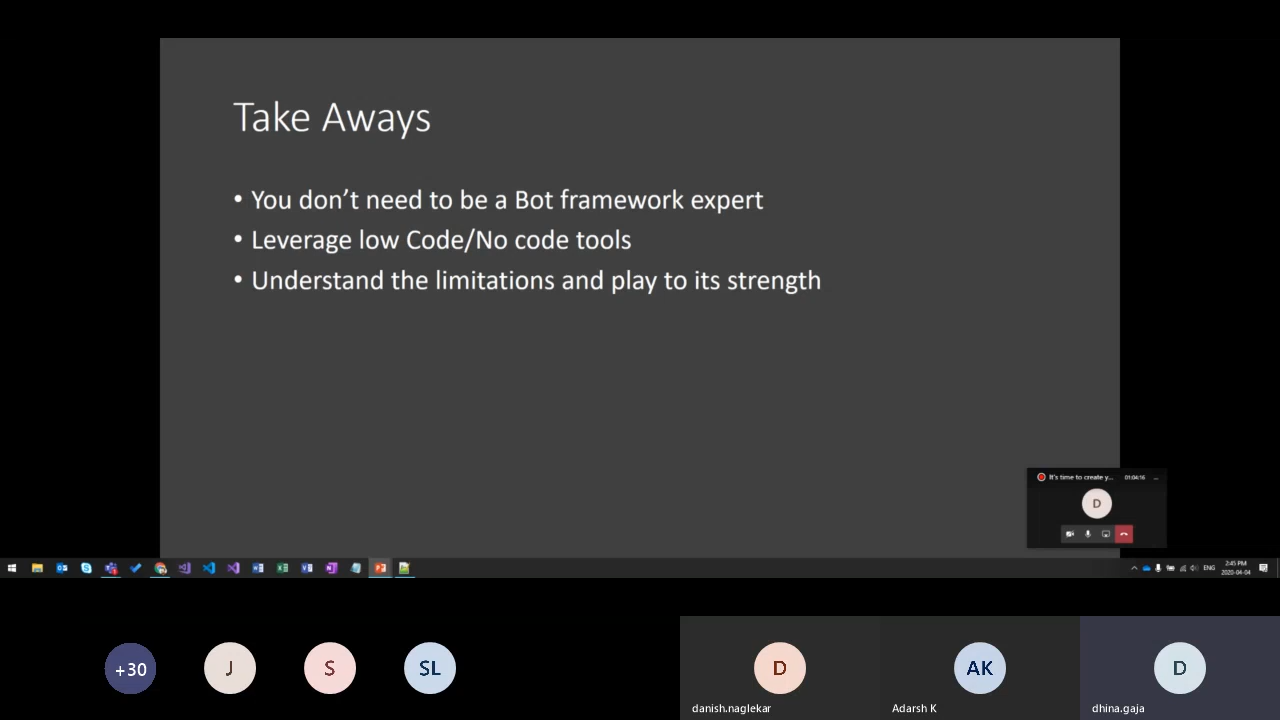 Take Aways
• You don’t need to be a Bot framework expert
• Leverage low Code/No code tools
• Understand the limitations and play to its strength
It's time to create y... 01:04:16 ...
D
ENG
2:45 PM
2020-04-04
+30
J
S
SL
D
danish.naglekar
AK
Adarsh K
D
dhina.gaja